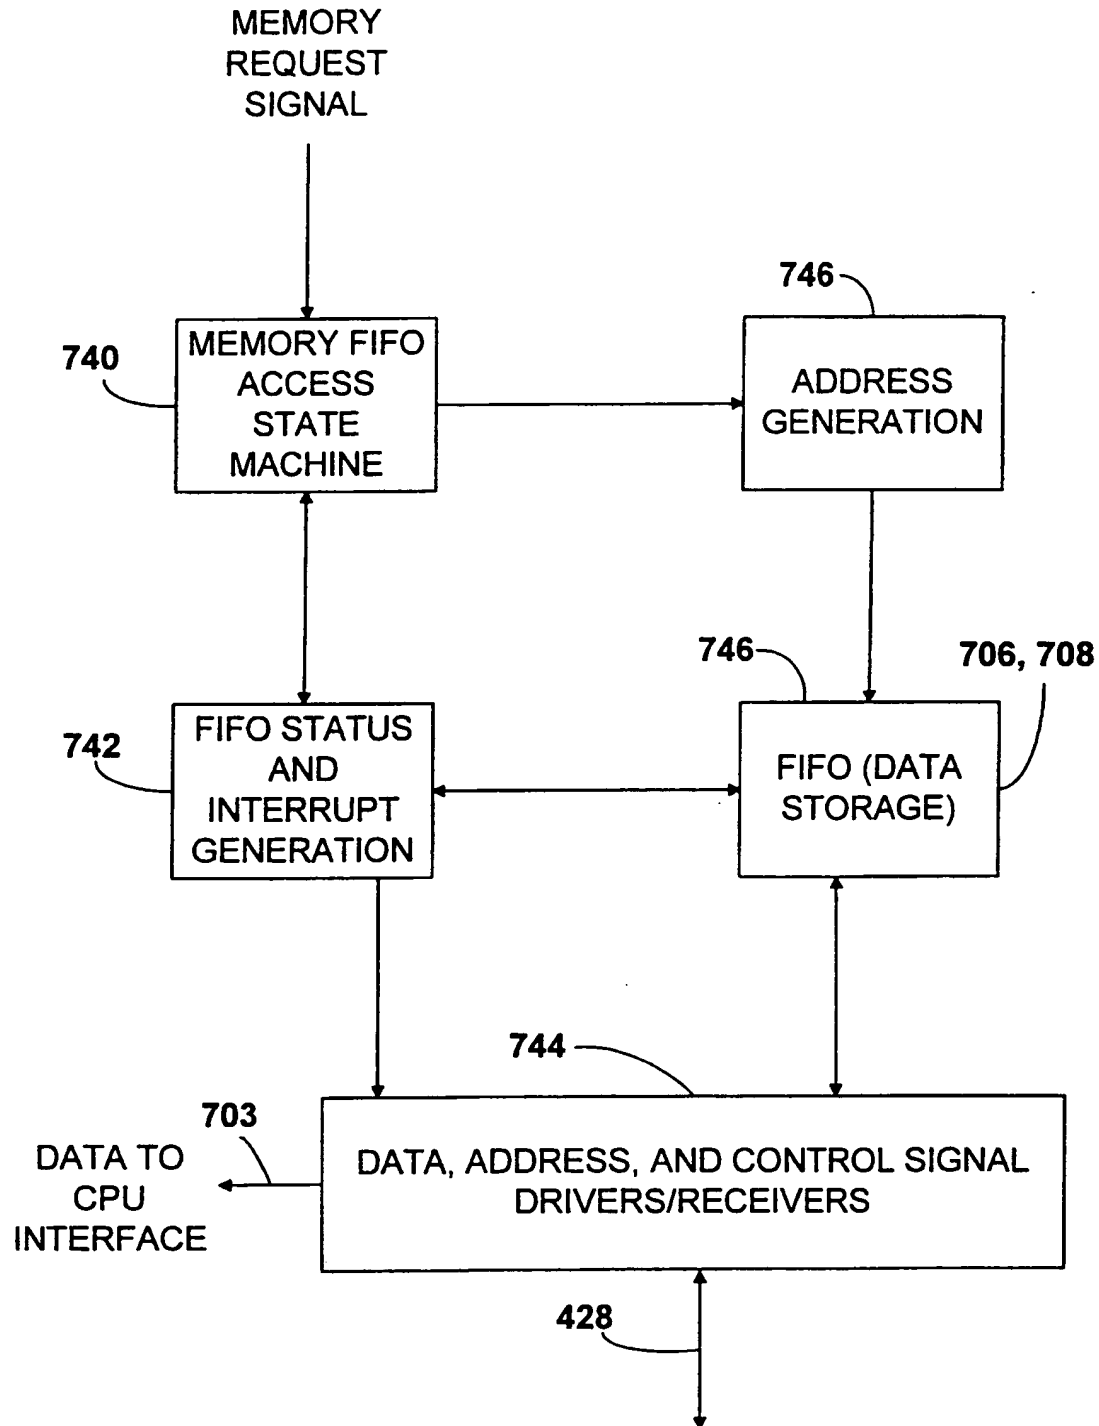 MEMORY
REQUEST
SIGNAL
746
740
MEMORY FIFO
ACCESS
STATE
MACHINE
ADDRESS
GENERATION
746
706, 708
742
FIFO STATUS
AND
INTERRUPT
GENERATION
FIFO (DATA
STORAGE)
744
703
DATA TO
CPU
INTERFACE
DATA, ADDRESS, AND CONTROL SIGNAL
DRIVERS/RECEIVERS
428